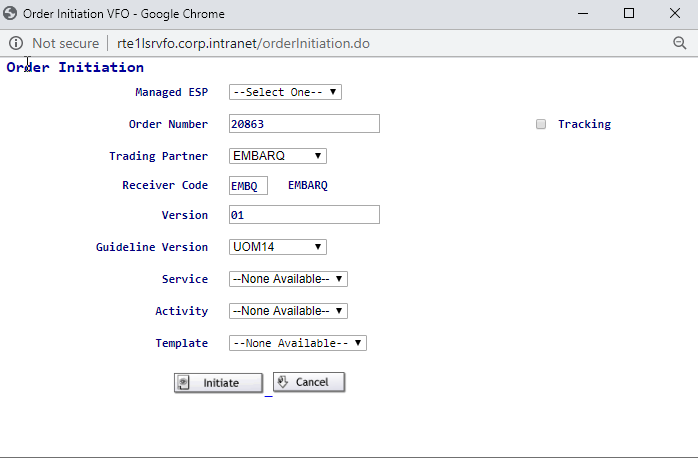 Order Initiation VFO - Google Chrome
Not secure | rte1lsrvfo.corp.intranet/orderInitiation.do
Order Initiation
Managed ESP --Select One--
Order Number 20863 Tracking
Trading Partner EMBARQ
Receiver Code EMBQ EMBARQ
Version 01
Guideline Version UOM14
Service --None Available--
Activity --None Available--
Template --None Available--
Initiate Cancel